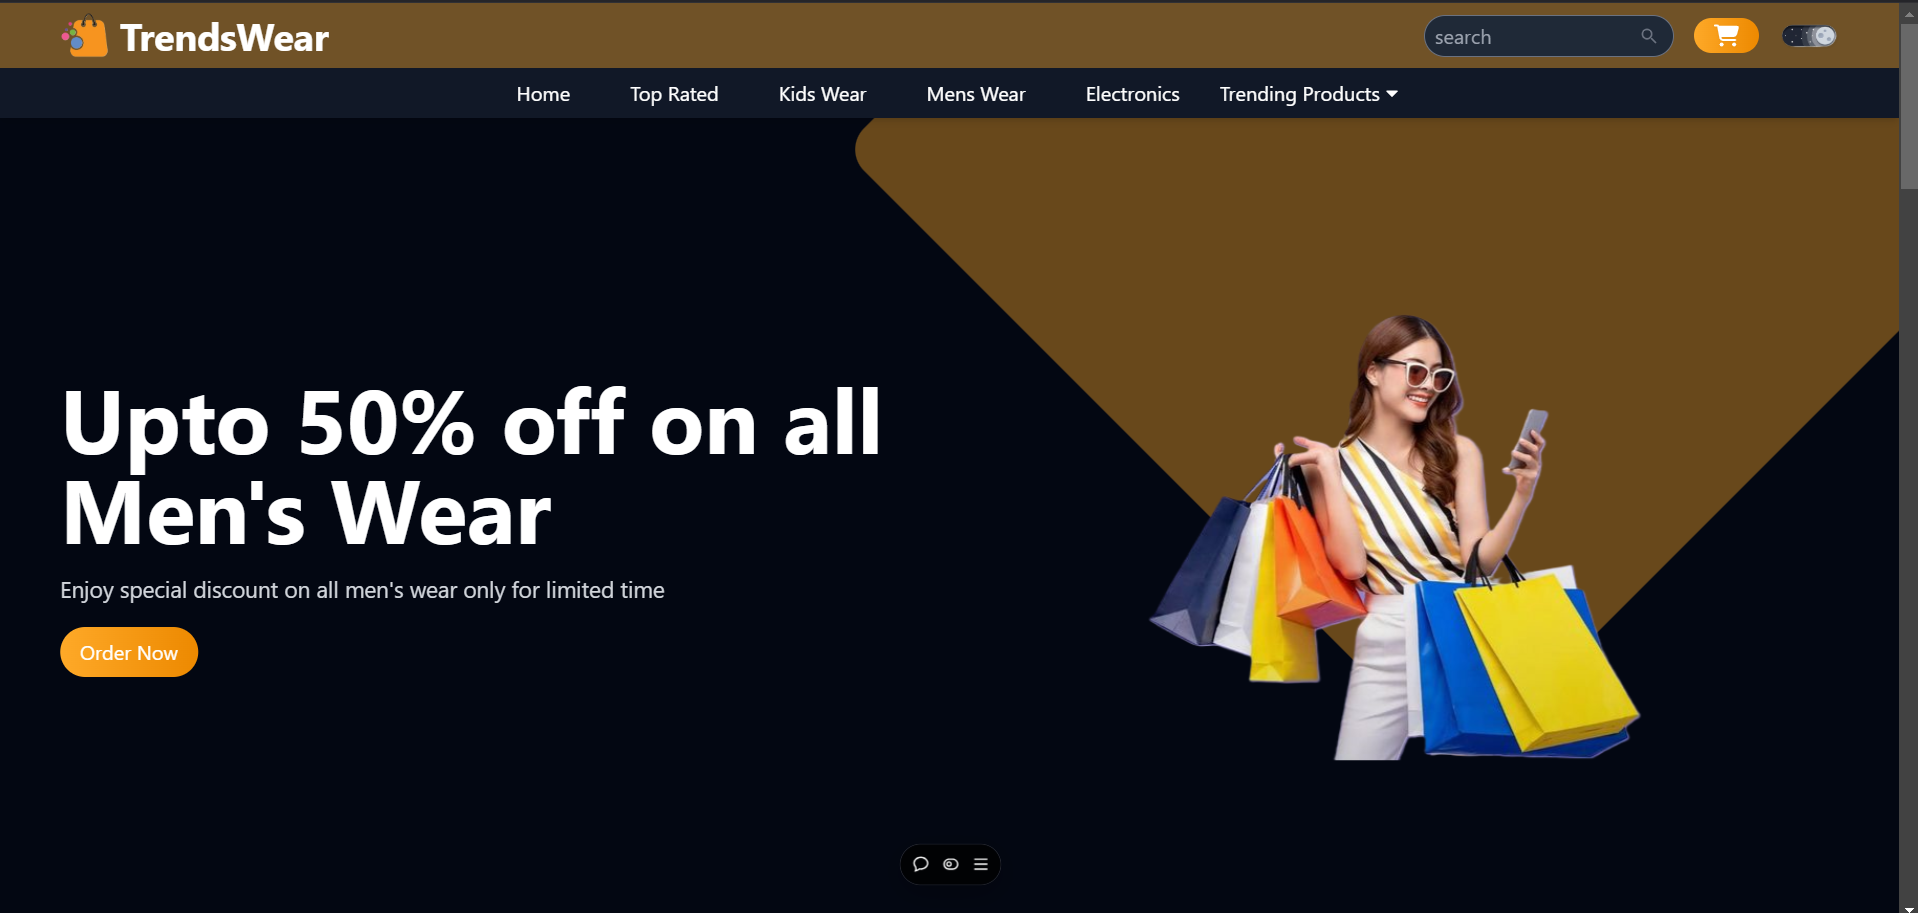 TrendsWear
search
Home Top Rated Kids Wear Mens Wear Electronics Trending Products
Upto 50% off on all
Men's Wear
Enjoy special discount on all men's wear only for limited time
Order Now